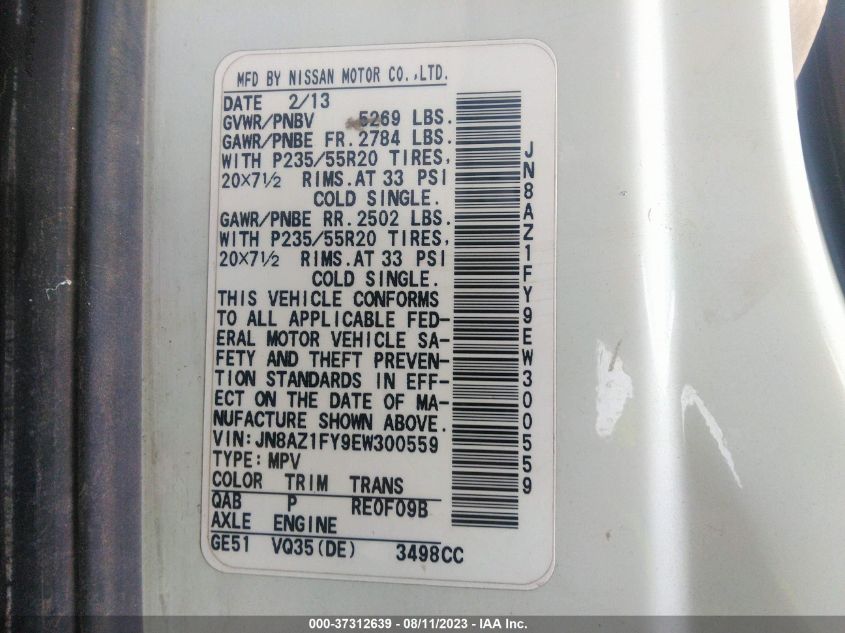 MFD BY NISSAN MOTOR CO.,LTD.
DATE 2/13
GVWR/PNBV 5269 LBS.
GAWR/PNBE FR. 2784 LBS.
WITH P235/55R20 TIRES,
20×7½ RIMS.AT 33 PSI
COLD SINGLE.
GAWR/PNBE RR. 2502 LBS.
WITH P235/55R20 TIRES,
20×7½ RIMS.AT 33 PSI
COLD SINGLE.
THIS VEHICLE CONFORMS
TO ALL APPLICABLE FED-
ERAL MOTOR VEHICLE SA-
FETY AND THEFT PREVEN-
TION STANDARDS IN EFF-
ECT ON THE DATE OF MA-
NUFACTURE SHOWN ABOVE.
VIN:JN8AZ1FY9EW300559
TYPE:MPV
COLOR TRIM TRANS
QAB P RE0F09B
AXLE ENGINE
GE51 VQ35(DE) 3498CC
JN8AZ1FY9EW300559
000-37312639 - 08/11/2023 - IAA Inc.